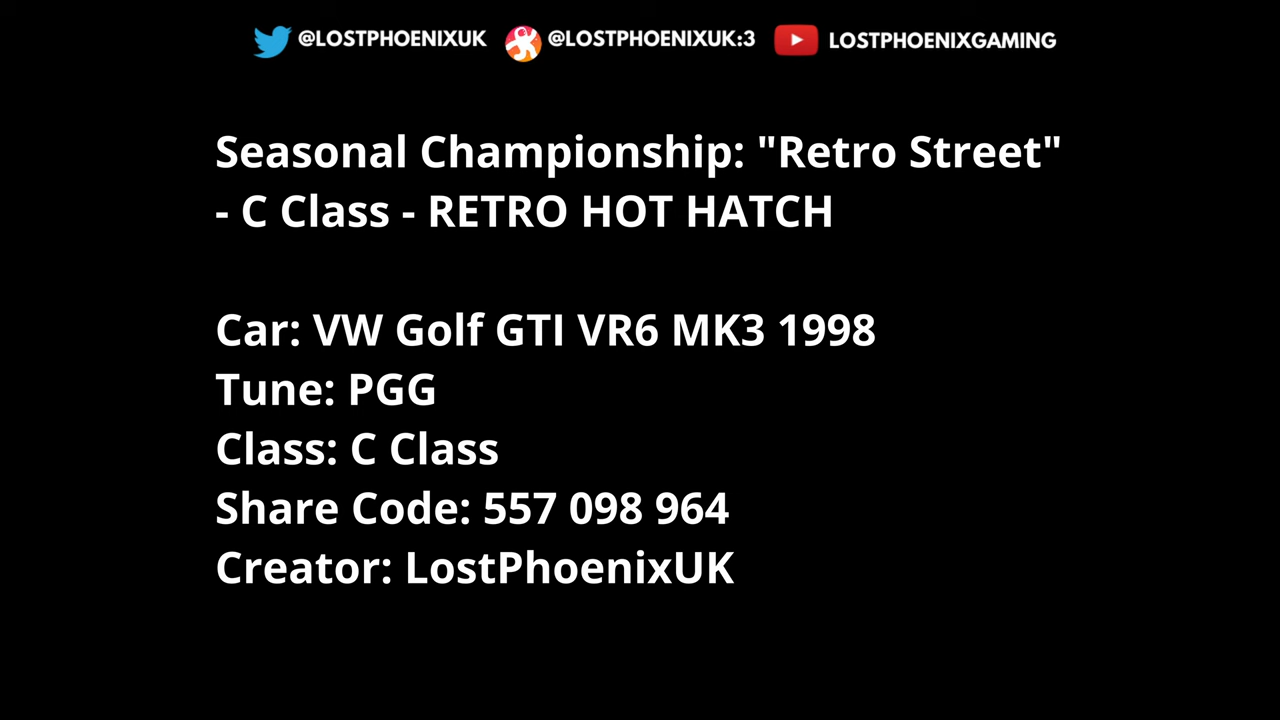 @LOSTPHOENIXUK @LOSTPHOENIXUK:3 LOSTPHOENIXGAMING
Seasonal Championship: "Retro Street"
- C Class - RETRO HOT HATCH
Car: VW Golf GTI VR6 MK3 1998
Tune: PGG
Class: C Class
Share Code: 557 098 964
Creator: LostPhoenixUK